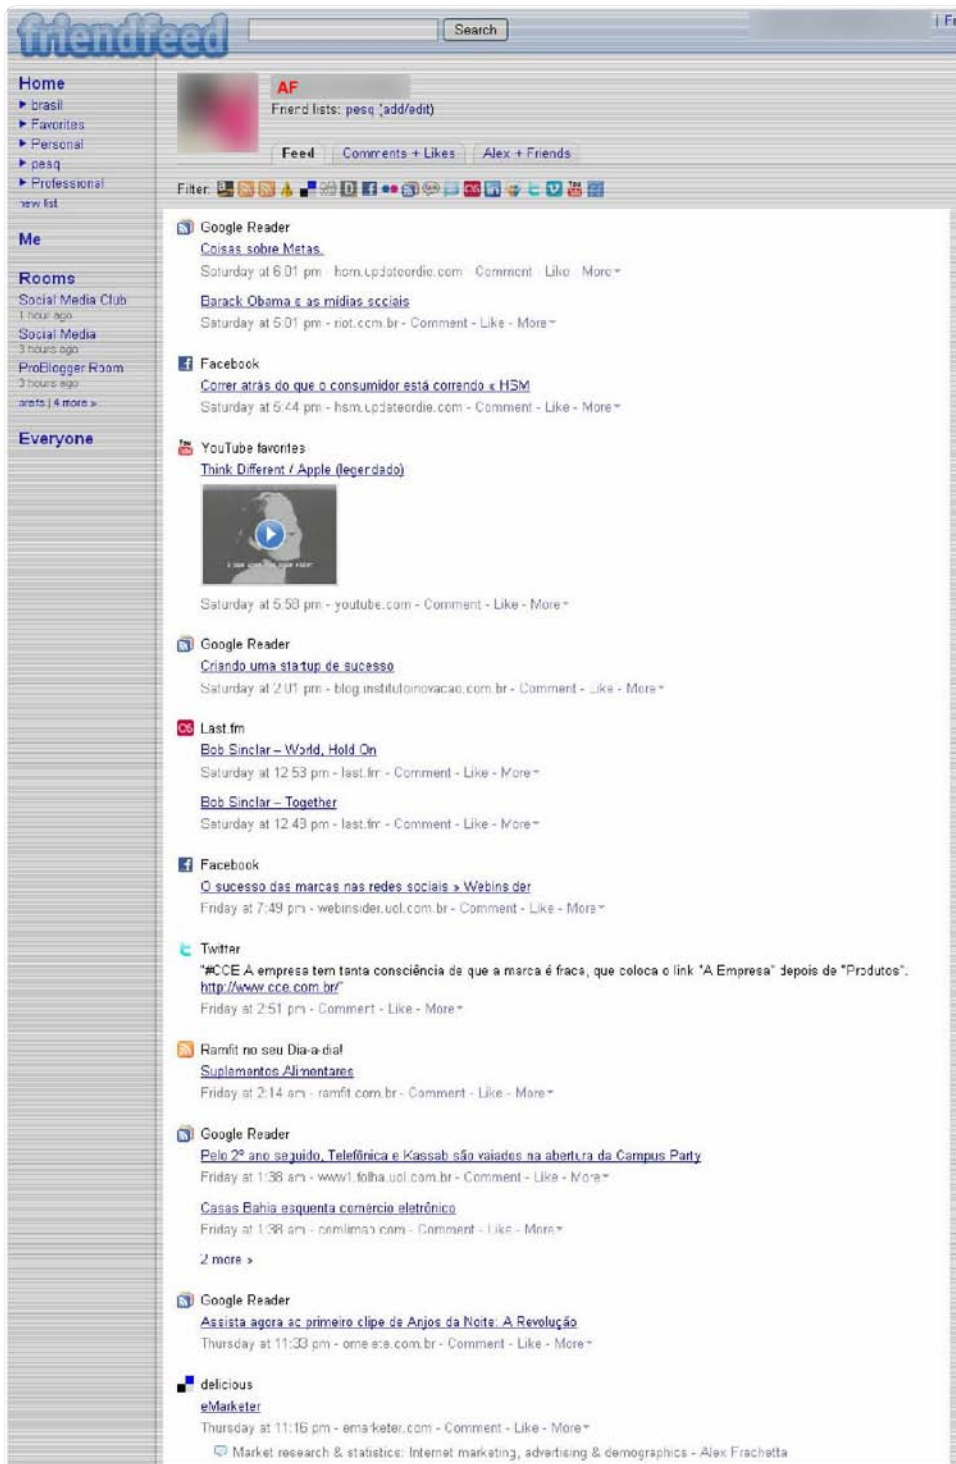 friendfeed
Search
| Fr
Home
brasil
Favorites
Personal
pesq
Professional
new list
Me
Rooms
Social Media Club
1 hour ago
Social Media
3 hours ago
ProBlogger Room
3 hours ago
prefs | 4 more »
Everyone
AF
Friend lists: pesq (add/edit)
Feed
Comments + Likes
Alex + Friends
Filter:
Google Reader
Coisas sobre Metas.
Saturday at 6:01 pm - hsm.updateordie.com - Comment - Like - More
Barack Obama e as mídias sociais
Saturday at 5:01 pm - riot.com.br - Comment - Like - More
Facebook
Correr atrás do que o consumidor está correndo « HSM
Saturday at 5:44 pm - hsm.updateordie.com - Comment - Like - More
YouTube favorites
Think Different / Apple (legendado)
Saturday at 5:58 pm - youtube.com - Comment - Like - More
Google Reader
Criando uma startup de sucesso
Saturday at 2:01 pm - blog.institutoinovacao.com.br - Comment - Like - More
Last.fm
Bob Sinclar – World, Hold On
Saturday at 12:53 pm - last.fm - Comment - Like - More
Bob Sinclar – Together
Saturday at 12:43 pm - last.fm - Comment - Like - More
Facebook
O sucesso das marcas nas redes sociais » Webinsider
Friday at 7:49 pm - webinsider.uol.com.br - Comment - Like - More
Twitter
"#CCE A empresa tem tanta consciência de que a marca é fraca, que coloca o link "A Empresa" depois de "Produtos".
http://www.cce.com.br/"
Friday at 2:51 pm - Comment - Like - More
Ramfit no seu Dia-a-dia!
Suplementos Alimentares
Friday at 2:14 am - ramfit.com.br - Comment - Like - More
Google Reader
Pelo 2º ano seguido, Telefônica e Kassab são vaiados na abertura da Campus Party
Friday at 1:38 am - www1.folha.uol.com.br - Comment - Like - More
Casas Bahia esquenta comércio eletrônico
Friday at 1:38 am - comlimao.com - Comment - Like - More
2 more »
Google Reader
Assista agora ao primeiro clipe de Anjos da Noite: A Revolução
Thursday at 11:33 pm - omelete.com.br - Comment - Like - More
delicious
eMarketer
Thursday at 11:16 pm - emarketer.com - Comment - Like - More
Market research & statistics: Internet marketing, advertising & demographics - Alex Frachetta